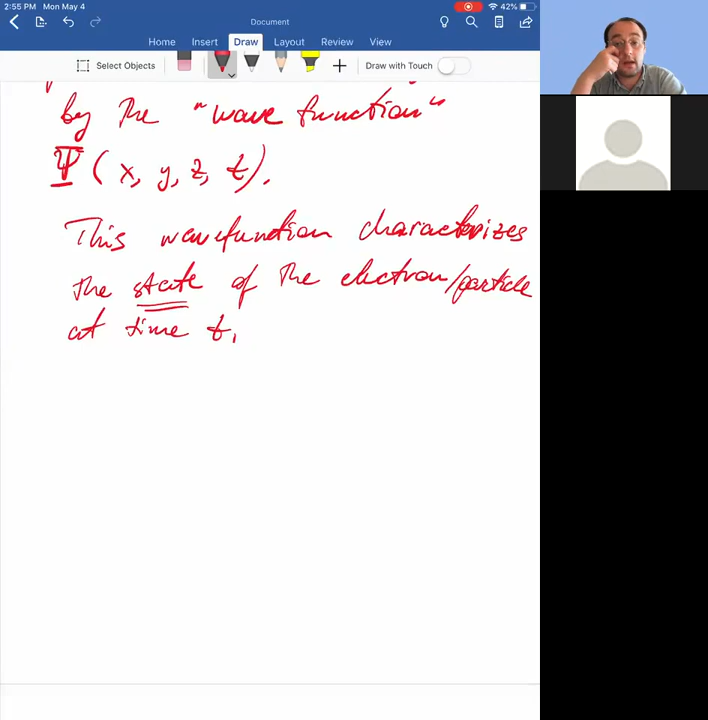 2:55 PM Mon May 4
42%
Document
Home Insert Draw Layout Review View
Select Objects
Draw with Touch
by the "wave function"
Ψ(x, y, z, t).
This wavefunction characterizes
the state of the electron/particle
at time t,